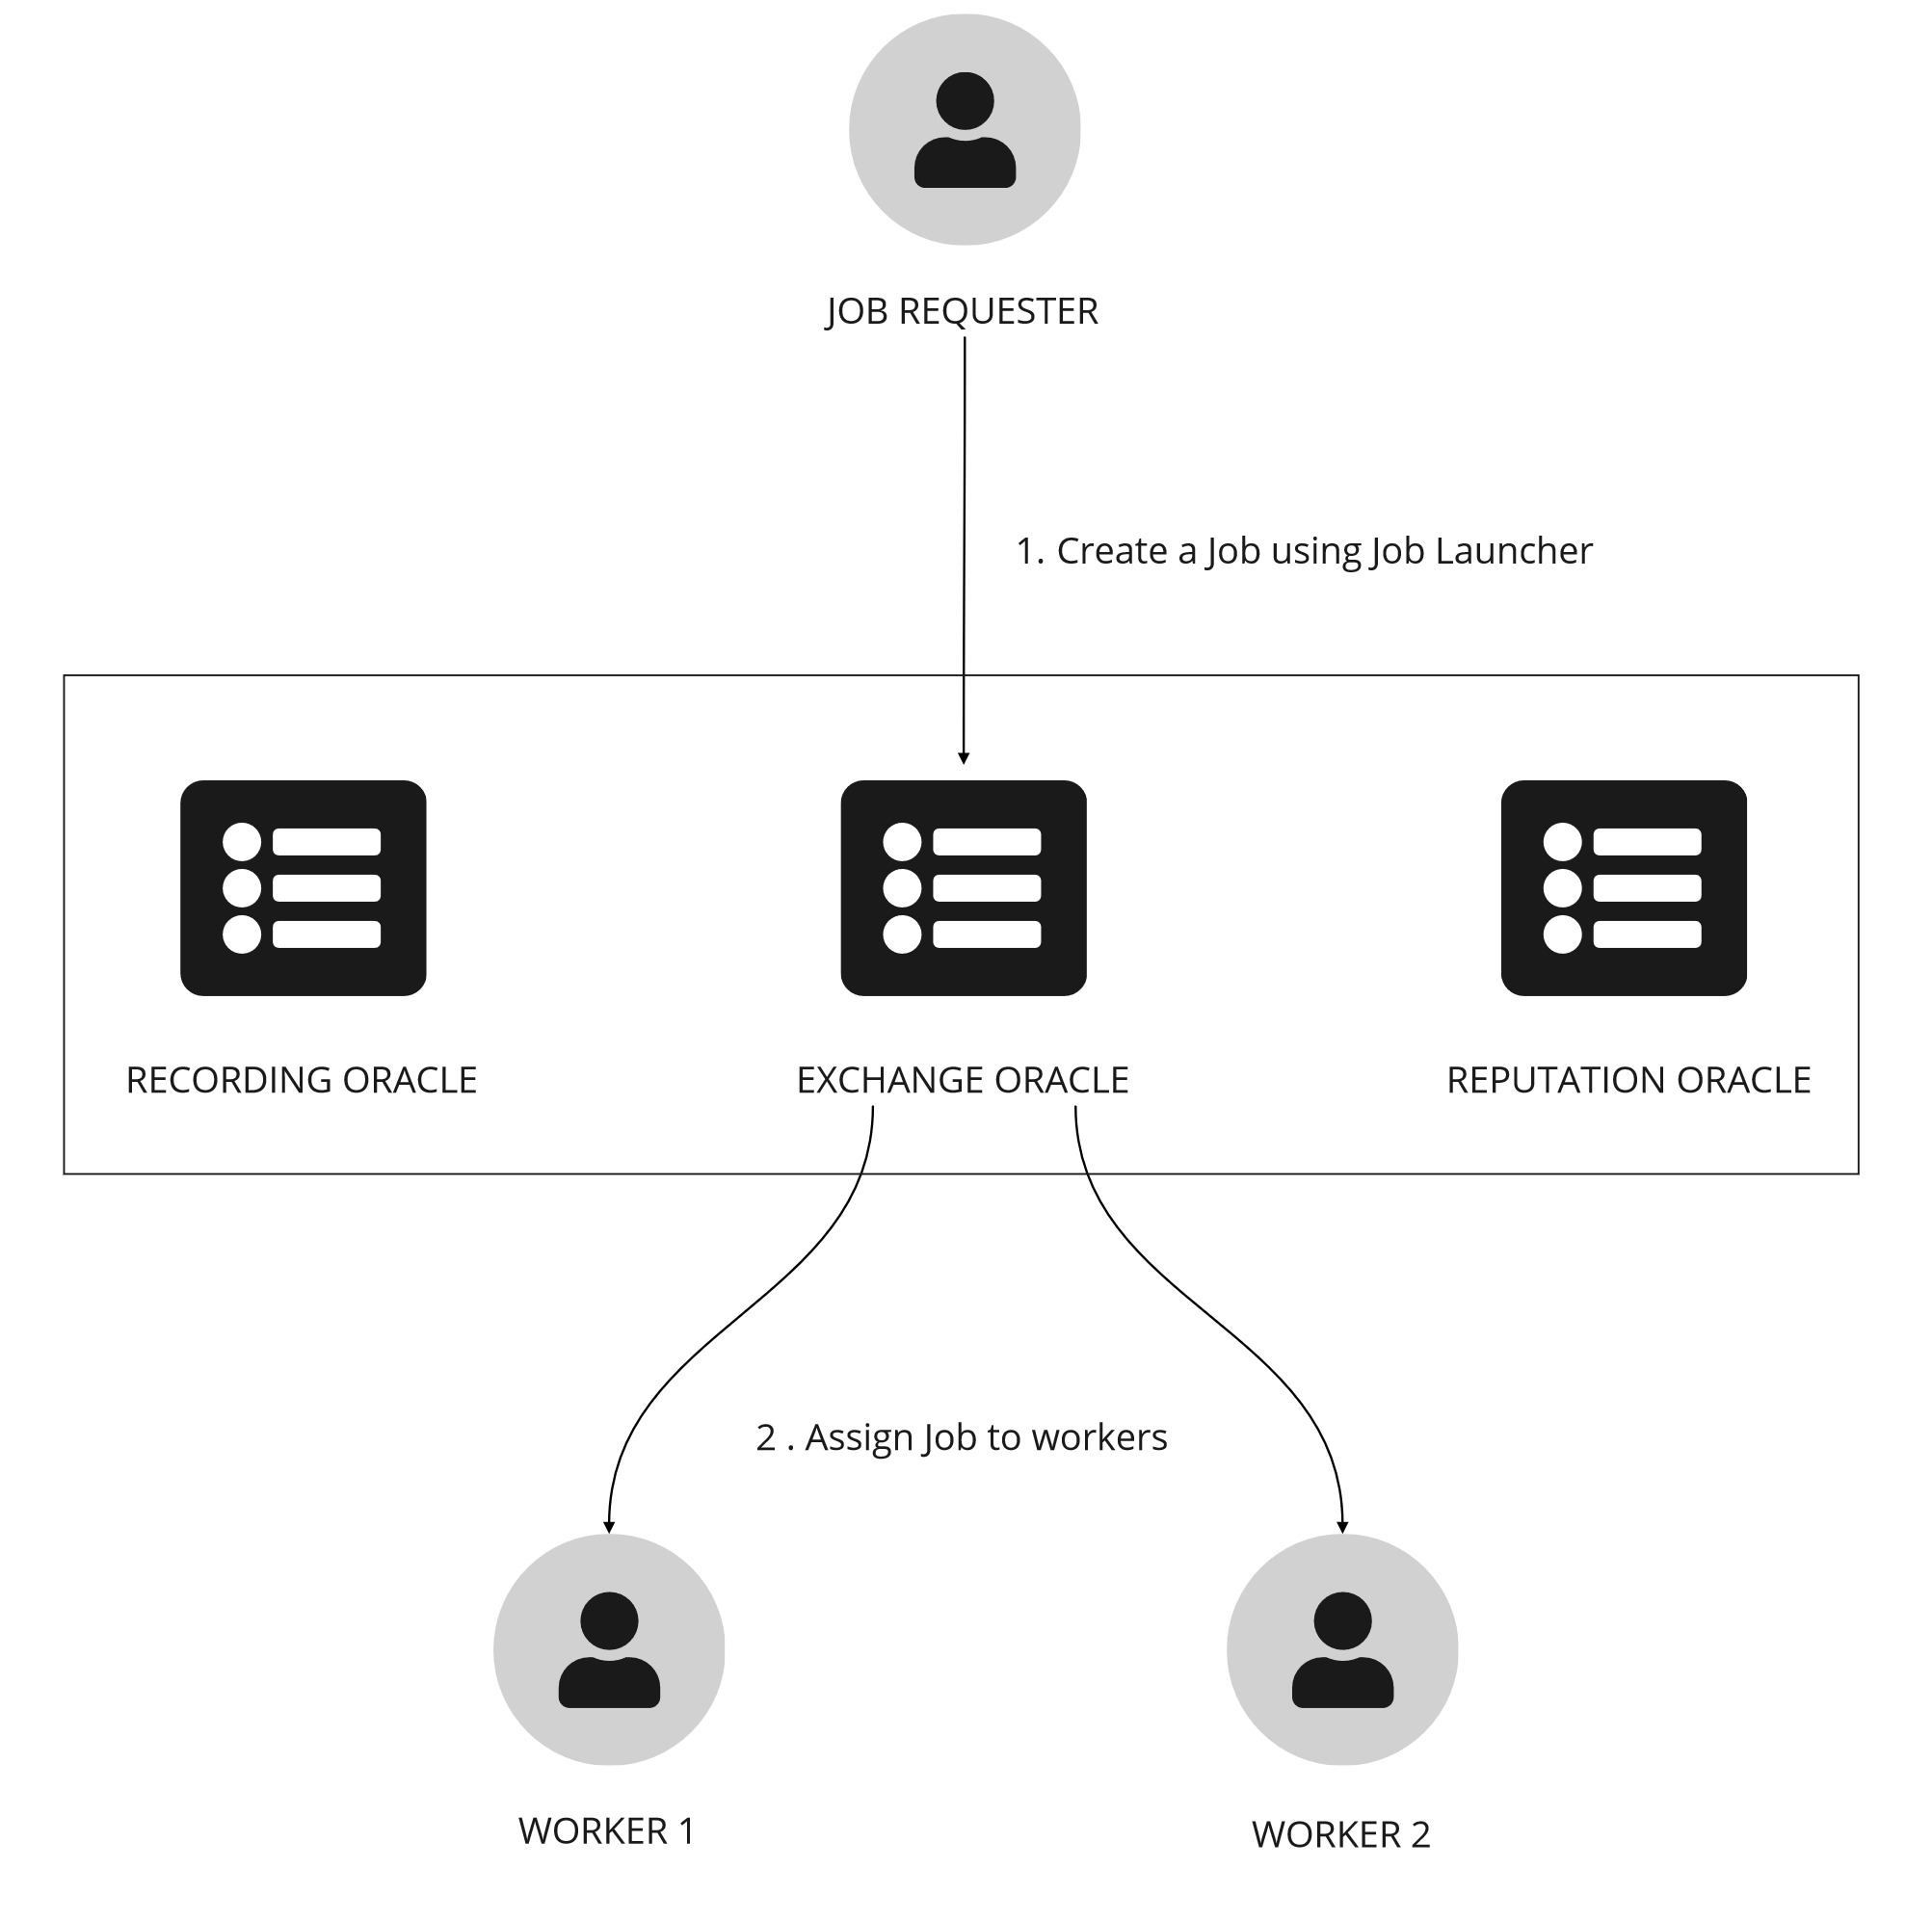 JOB REQUESTER
1. Create a Job using Job Launcher
RECORDING ORACLE
EXCHANGE ORACLE
REPUTATION ORACLE
2 . Assign Job to workers
WORKER 1
WORKER 2